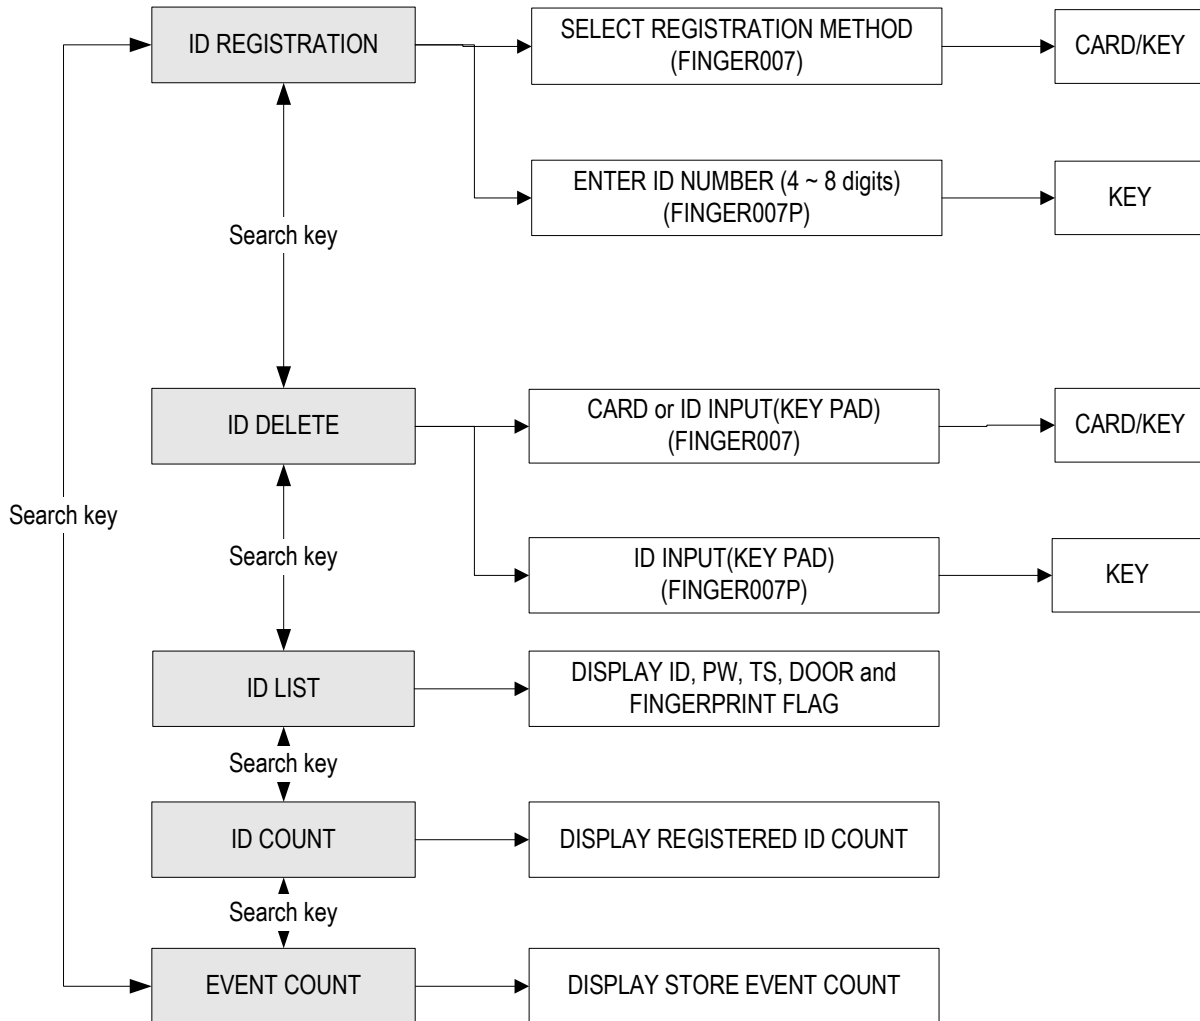 ID REGISTRATION
SELECT REGISTRATION METHOD
(FINGER007)
CARD/KEY
ENTER ID NUMBER (4 ~ 8 digits)
(FINGER007P)
KEY
Search key
ID DELETE
CARD or ID INPUT(KEY PAD)
(FINGER007)
CARD/KEY
Search key
Search key
ID INPUT(KEY PAD)
(FINGER007P)
KEY
ID LIST
DISPLAY ID, PW, TS, DOOR and
FINGERPRINT FLAG
Search key
ID COUNT
DISPLAY REGISTERED ID COUNT
Search key
EVENT COUNT
DISPLAY STORE EVENT COUNT